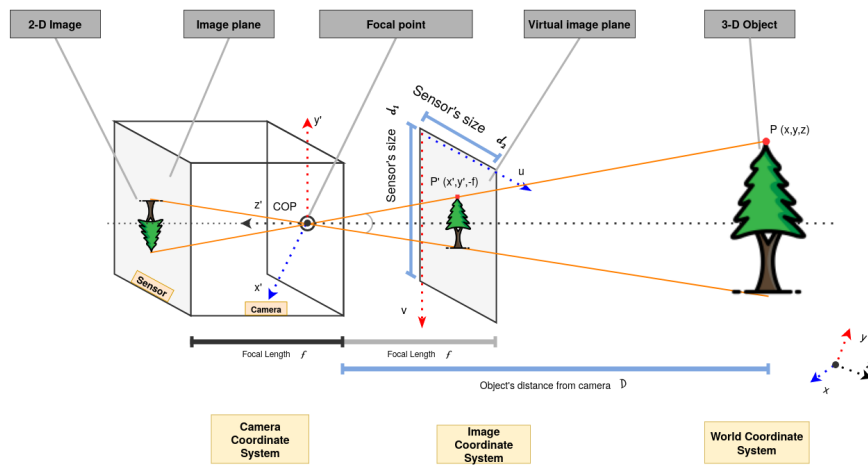 2-D Image
Image plane
Focal point
Virtual image plane
3-D Object
Sensor's size d₁
Sensor's size d₂
y'
P (x,y,z)
u
P' (x',y',-f)
z'
COP
Sensor
x'
Camera
v
Focal Length f
Focal Length f
Object's distance from camera D
y
x
Camera
Coordinate
System
Image
Coordinate
System
World Coordinate
System